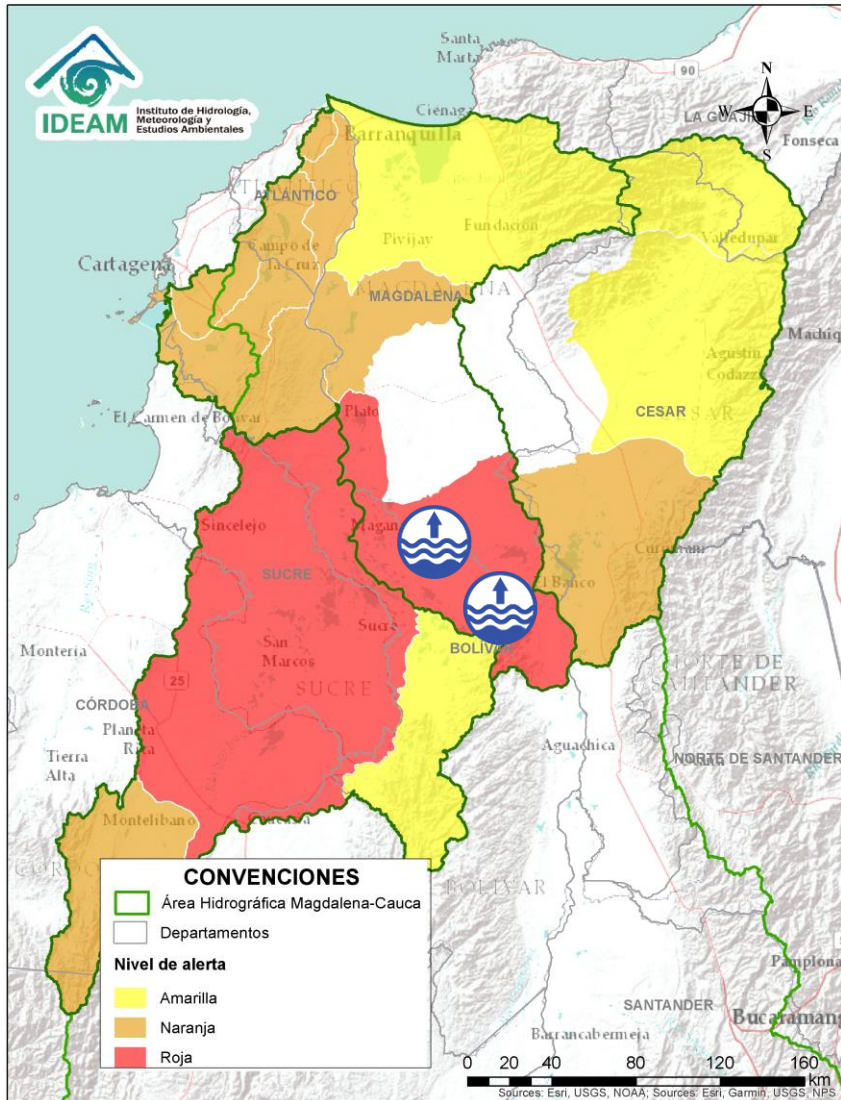 IDEAM
Instituto de Hidrología,
Meteorología y
Estudios Ambientales
Santa
Marta
90
N
W
E
S
Ciénaga
LA GUAJIRA
Fonseca
Barranquilla
ATLÁNTICO
Pivijay
Fundación
Valledupar
Campo de
la Cruz
Cartagena
MAGDALENA
Agustín
Codazzi
CESAR
El Carmen de Bolívar
Plato
Sincelejo
El Banco
SUCRE
Sucre
San
Marcos
SUCRE
BOLÍVAR
Montería
25
CÓRDOBA
Planeta
Rica
Tierra
Alta
NORTE DE
SANTANDER
Aguachica
NORTE DE SANTANDER
Montelibano
BOLÍVAR
Pamplona
SANTANDER
Barrancabermeja
CONVENCIONES
Área Hidrográfica Magdalena-Cauca
Departamentos
Nivel de alerta
Amarilla
Naranja
Roja
0 20 40 80 120 160
km
Sources: Esri, USGS, NOAA; Sources: Esri, Garmin, USGS, NPS